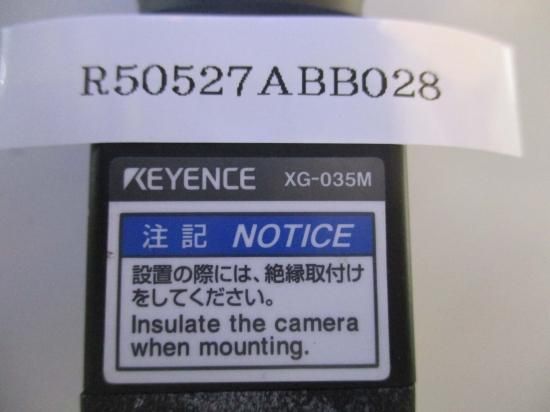 R50527ABB028
KEYENCE XG-035M
注記 NOTICE
設置の際には、絶縁取付け
をしてください。
Insulate the camera
when mounting.